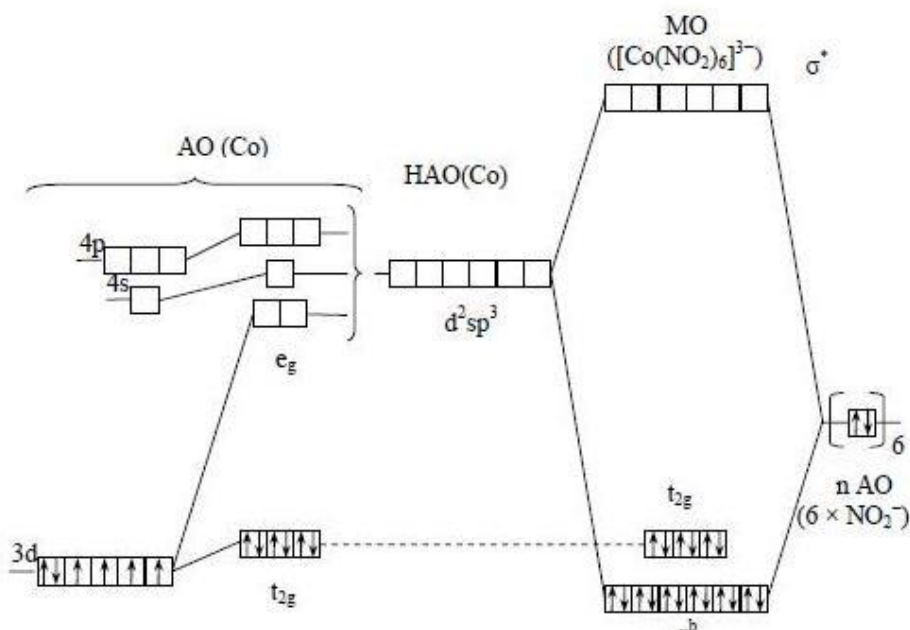 MO
([Co(NO₂)₆]³⁻)
σ*
AO (Co)
HAO(Co)
4p
4s
d²sp³
e_g
6
n AO
(6 × NO₂⁻)
t₂g
3d
t₂g
b